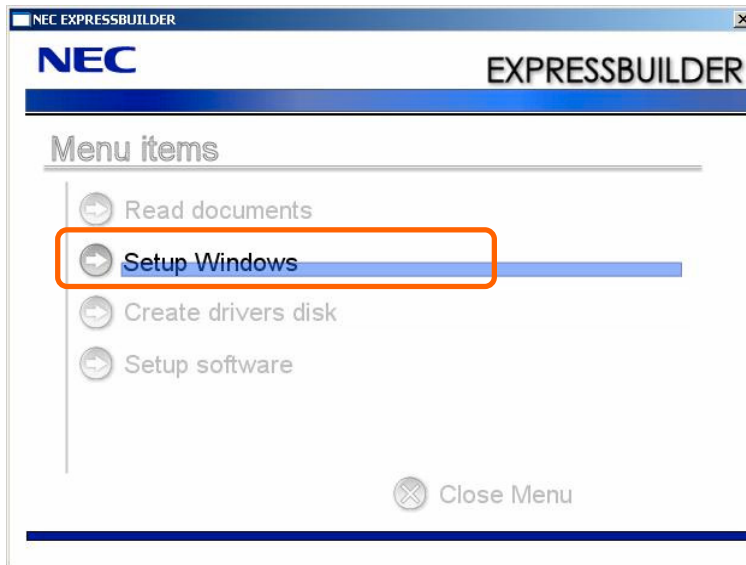 NEC EXPRESSBUILDER
NEC
EXPRESSBUILDER
Menu items
Read documents
Setup Windows
Create drivers disk
Setup software
Close Menu